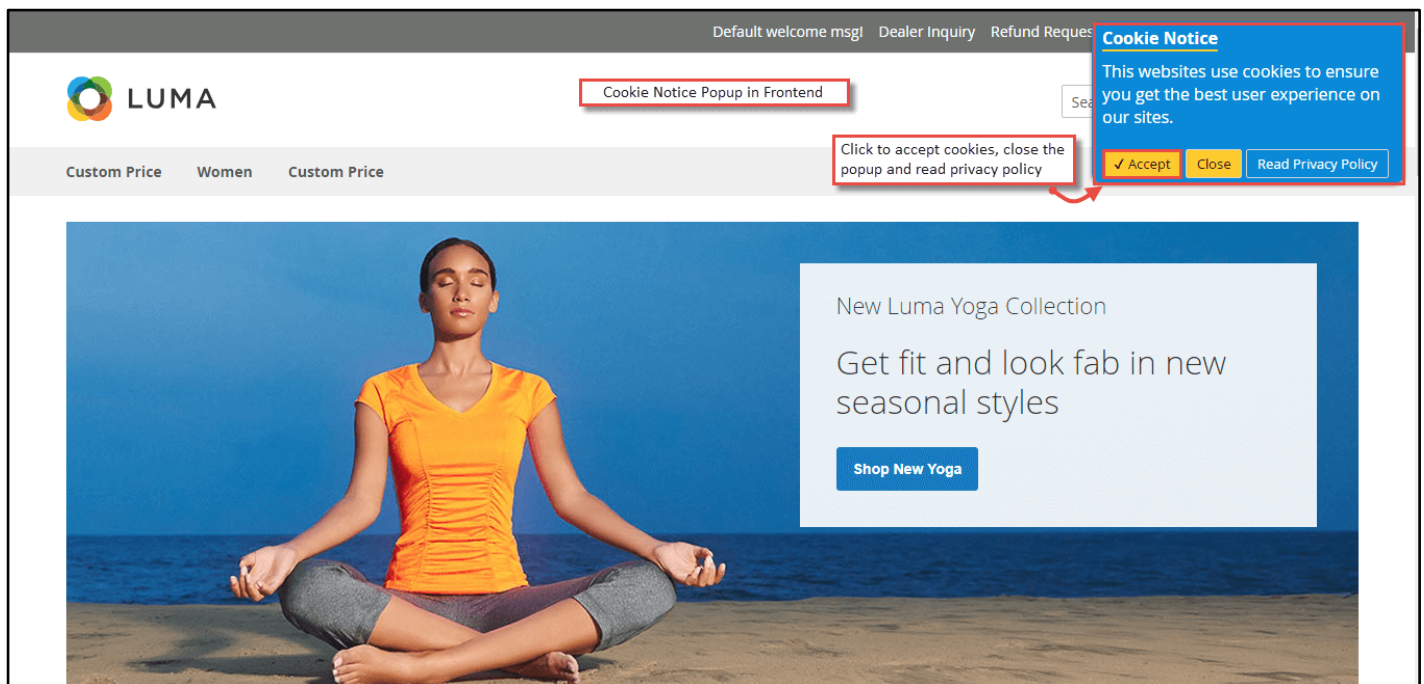 Default welcome msg! Dealer Inquiry Refund Reques
Cookie Notice
This websites use cookies to ensure
you get the best user experience on
our sites.
✓ Accept Close Read Privacy Policy
LUMA
Cookie Notice Popup in Frontend
Click to accept cookies, close the
popup and read privacy policy
Custom Price Women Custom Price
New Luma Yoga Collection
Get fit and look fab in new
seasonal styles
Shop New Yoga